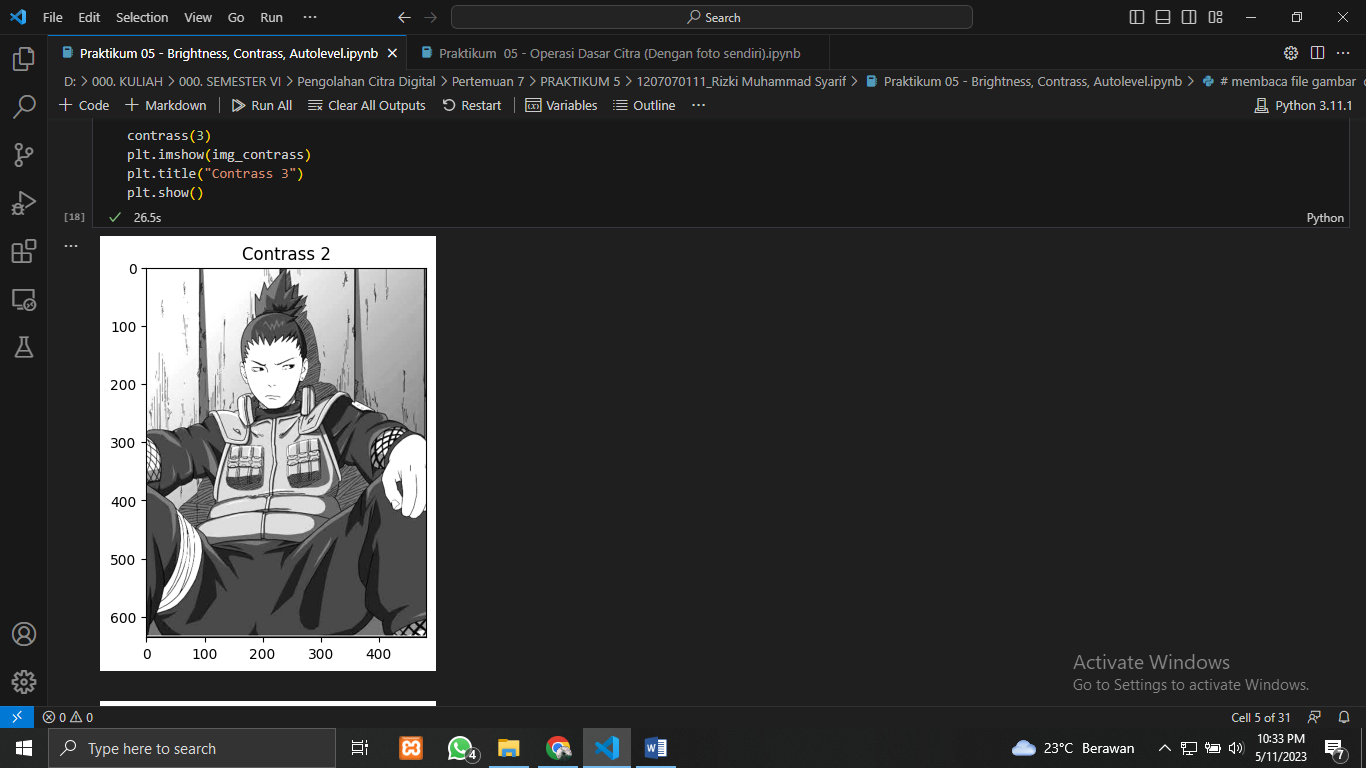 File Edit Selection View Go Run ··· Search
Praktikum 05 - Brightness, Contrass, Autolevel.ipynb Praktikum 05 - Operasi Dasar Citra (Dengan foto sendiri).ipynb
D: > 000. KULIAH > 000. SEMESTER VI > Pengolahan Citra Digital > Pertemuan 7 > PRAKTIKUM 5 > 1207070111_Rizki Muhammad Syarif > Praktikum 05 - Brightness, Contrass, Autolevel.ipynb > # membaca file gambar
Code Markdown Run All Clear All Outputs Restart Variables Outline ··· Python 3.11.1
contrass(3)
plt.imshow(img_contrass)
plt.title("Contrass 3")
plt.show()
[18] 26.5s Python
Contrass 2
0
100
200
300
400
500
600
0 100 200 300 400
Activate Windows
Go to Settings to activate Windows.
0 0 Cell 5 of 31
Type here to search 4 23°C Berawan 10:33 PM
5/11/2023 7